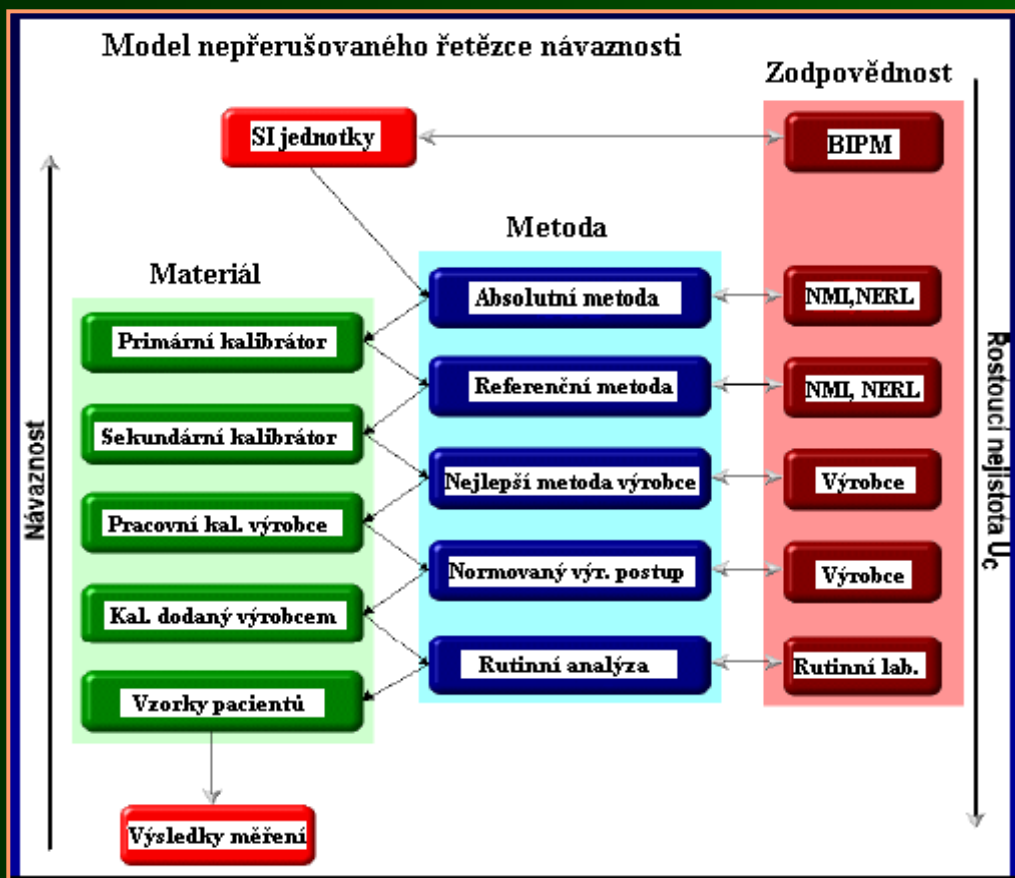 Model nepřerušovaného řetězce návaznosti
Zodpovědnost
SI jednotky
BIPM
Metoda
Materiál
Absolutní metoda
NMI,NERL
Primární kalibrátor
Referenční metoda
NMI, NERL
Sekundární kalibrátor
Nejlepší metoda výrobce
Výrobce
Pracovní kal. výrobce
Normovaný výr. postup
Výrobce
Kal. dodaný výrobcem
Rutinní analýza
Rutinní lab.
Vzorky pacientů
Výsledky měření
Návaznost
Rostoucí nejistota Uc